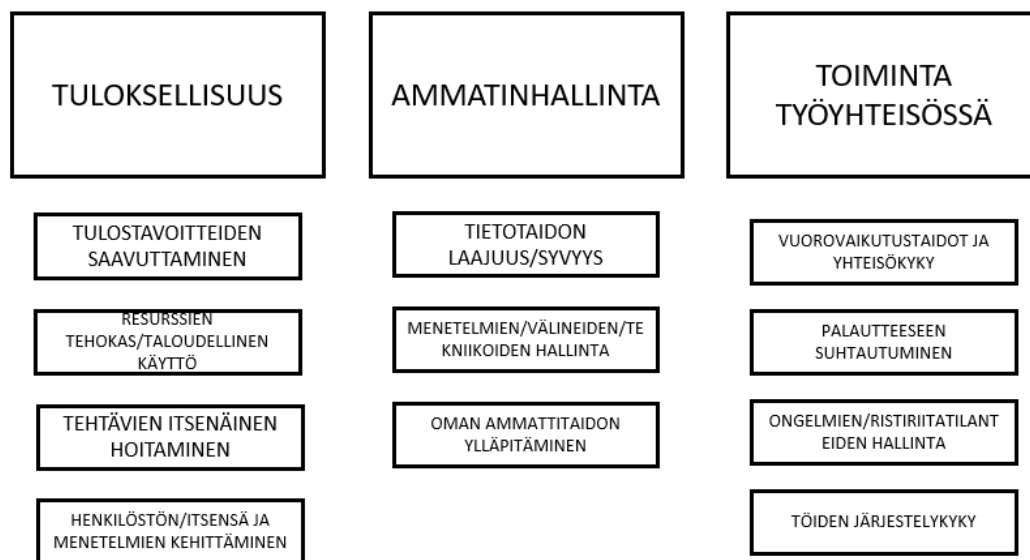 TULOKSELLISUUS
TULOSTAVOITTEIDEN
SAAVUTTAMINEN
RESURSSIEN
TEHOKAS/TALOUDELLINEN
KÄYTTÖ
TEHTÄVIEN ITSENÄINEN
HOITAMINEN
HENKILÖSTÖN/ITSENSÄ JA
MENETELMIEN KEHITTÄMINEN
AMMATINHALLINTA
TIETOTAIDON
LAAJUUS/SYVYYS
MENETELMIEN/VÄLINEIDEN/TE
KNIIKOIDEN HALLINTA
OMAN AMMATTITAIDON
YLLÄPITÄMINEN
TOIMINTA
TYÖYHTEISÖSSÄ
VUOROVAIKUTUSTAIDOT JA
YHTEISÖKYKY
PALAUTTEESEEN
SUHTAUTUMINEN
ONGELMIEN/RISTIRIITATILANT
EIDEN HALLINTA
TÖIDEN JÄRJESTELYKYKY